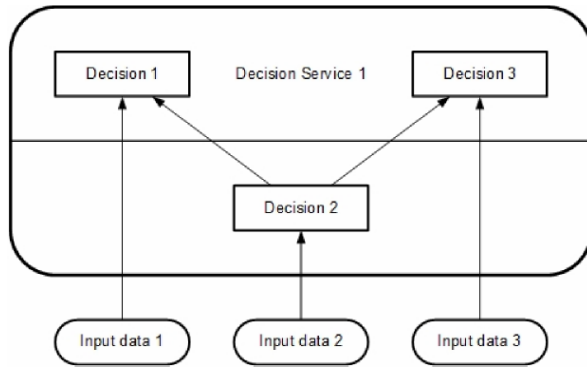 Decision 1
Decision Service 1
Decision 3
Decision 2
Input data 1
Input data 2
Input data 3